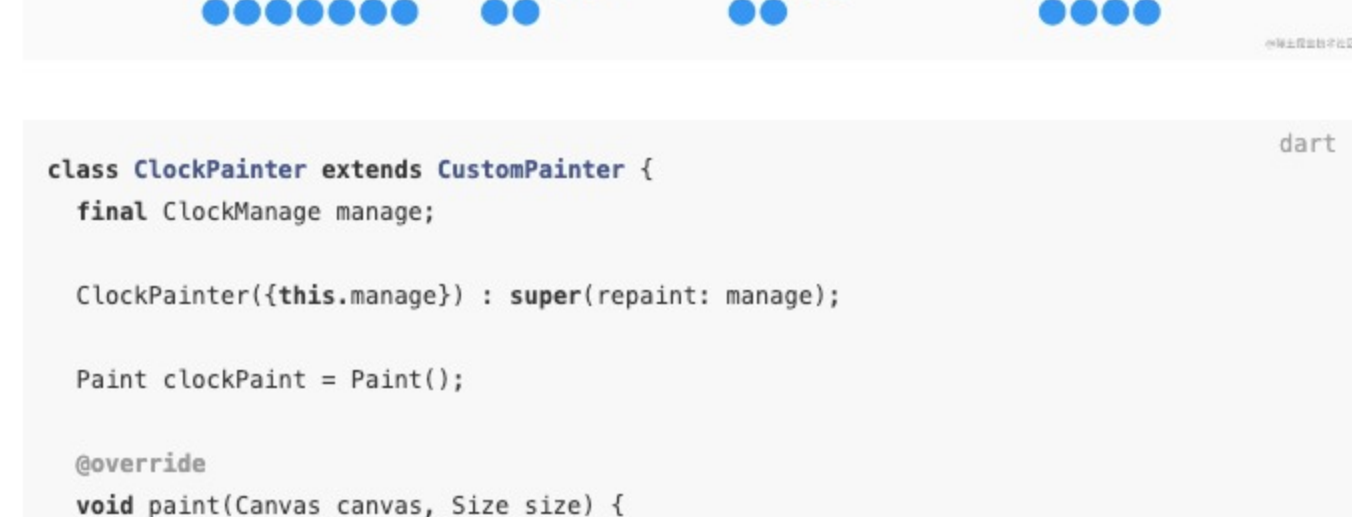 dart
class ClockPainter extends CustomPainter {
final ClockManage manage;
ClockPainter({this.manage}) : super(repaint: manage);
Paint clockPaint = Paint();
@override
void paint(Canvas canvas, Size size) {